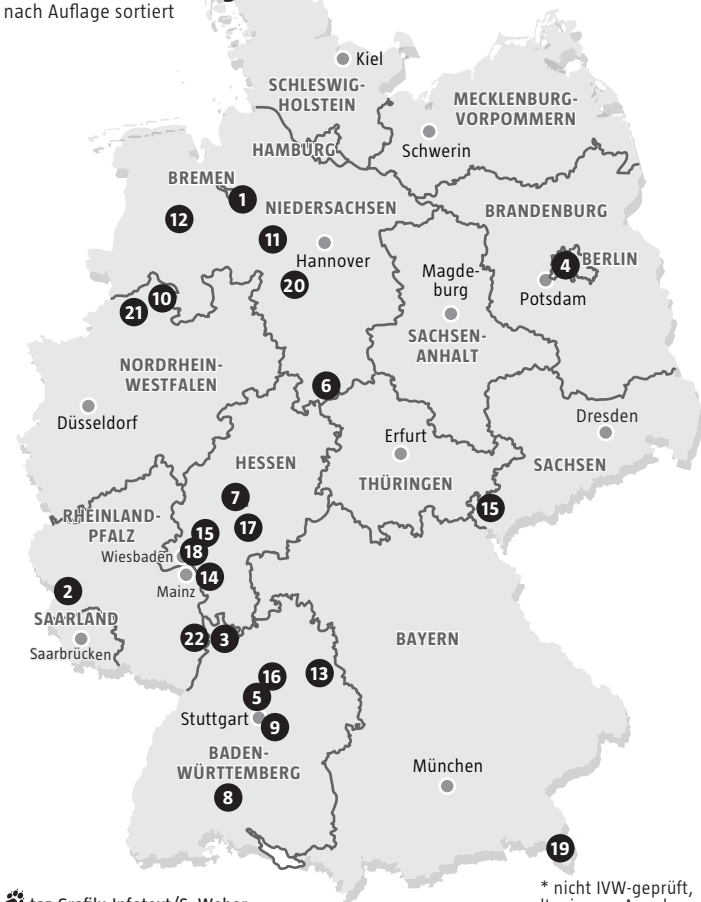 nach Auflage sortiert
Kiel
SCHLESWIG-
HOLSTEIN
MECKLENBURG-
VORPOMMERN
Schwerin
HAMBURG
BREMEN
1
12
NIEDERSACHSEN
BRANDENBURG
11
Hannover
4
BERLIN
Magde-
burg
Potsdam
20
10
21
SACHSEN-
ANHALT
NORDRHEIN-
WESTFALEN
6
Düsseldorf
Dresden
Erfurt
HESSEN
SACHSEN
THÜRINGEN
7
15
RHEINLAND-
PFALZ
17
15
18
Wiesbaden
14
Mainz
2
SAARLAND
Saarbrücken
22
3
BAYERN
16
13
5
Stuttgart
9
BADEN-
WÜRTTEMBERG
München
8
19
* nicht IVW-geprüft,
taz.Grafik: Infotext/S. Weber